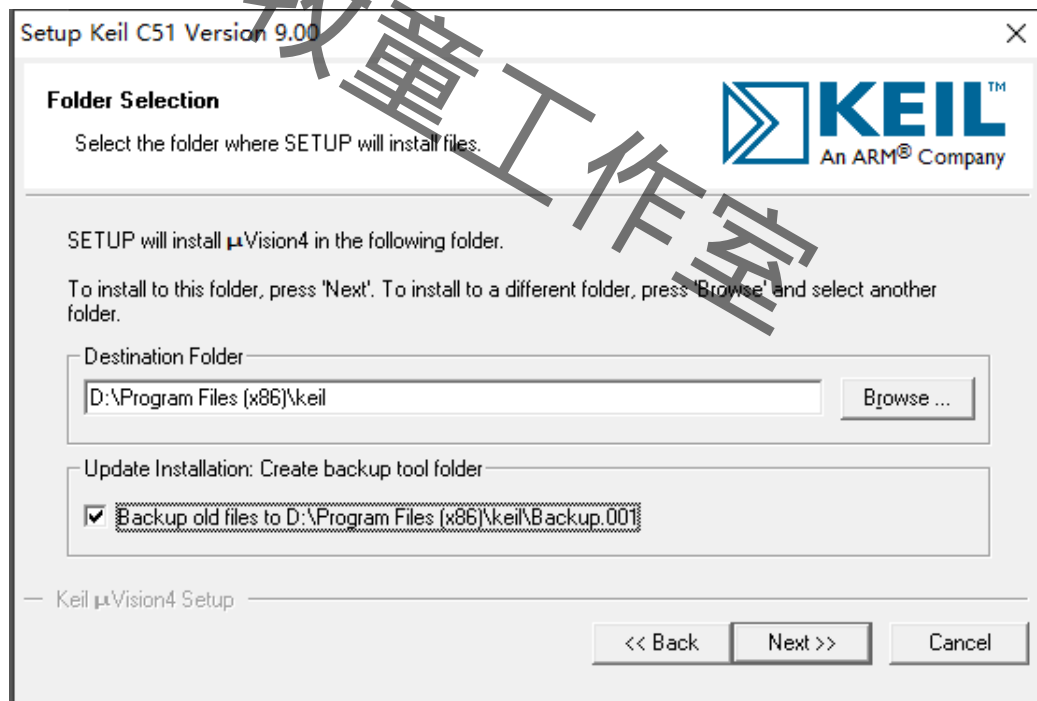 Setup Keil C51 Version 9.00
Folder Selection
Select the folder where SETUP will install files.
KEIL™
An ARM® Company
牧童工作室
SETUP will install µVision4 in the following folder.
To install to this folder, press 'Next'. To install to a different folder, press 'Browse' and select another
folder.
Destination Folder
D:\Program Files (x86)\keil
Browse ...
Update Installation: Create backup tool folder
Backup old files to D:\Program Files (x86)\keil\Backup.001
Keil µVision4 Setup
<< Back
Next >>
Cancel